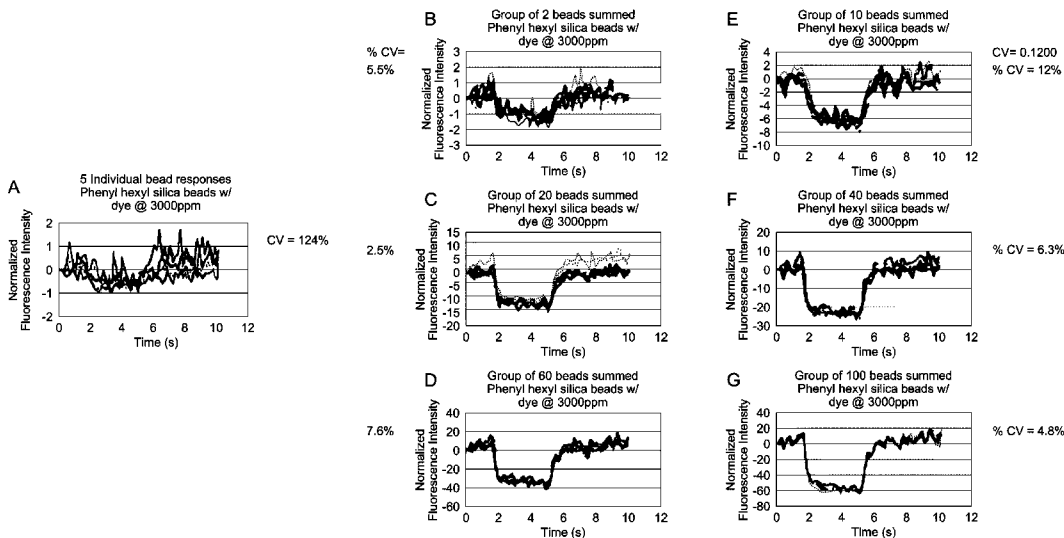 A
5 Individual bead responses
Phenyl hexyl silica beads w/
dye @ 3000ppm
Normalized
Fluorescence Intensity
2
1
0
-1
-2
0 2 4 6 8 10 12
Time (s)
CV = 124%
B
Group of 2 beads summed
Phenyl hexyl silica beads w/
dye @ 3000ppm
% CV=
5.5%
Normalized
Fluorescence Intensity
3
2
1
0
-1
-2
-3
0 2 4 6 8 10 12
Time (s)
E
Group of 10 beads summed
Phenyl hexyl silica beads w/
dye @ 3000ppm
Normalized
Fluorescence Intensity
4
2
0
-2
-4
-6
-8
-10
0 2 4 6 8 10 12
Time (s)
CV= 0.1200
% CV = 12%
C
Group of 20 beads summed
Phenyl hexyl silica beads w/
dye @ 3000ppm
2.5%
Normalized
Fluorescence Intensity
15
10
5
0
-5
-10
-15
-20
0 2 4 6 8 10 12
Time (s)
F
Group of 40 beads summed
Phenyl hexyl silica beads w/
dye @ 3000ppm
Normalized
Fluorescence Intensity
20
10
0
-10
-20
-30
0 2 4 6 8 10 12
Time (s)
% CV = 6.3%
D
Group of 60 beads summed
Phenyl hexyl silica beads w/
dye @ 3000ppm
7.6%
Normalized
Fluorescence Intensity
40
20
0
-20
-40
-60
0 2 4 6 8 10 12
Time (s)
G
Group of 100 beads summed
Phenyl hexyl silica beads w/
dye @ 3000ppm
Normalized
Fluorescence Intensity
40
20
0
-20
-40
-60
-80
0 2 4 6 8 10 12
Time (s)
% CV = 4.8%